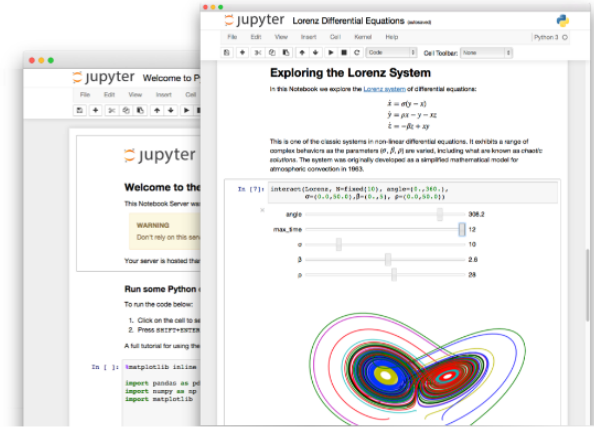 jupyter Lorenz Differential Equations (autosaved)
File Edit View Insert Cell Kernel Help Python 3
Code Cell Toolbar: None
Exploring the Lorenz System
In this Notebook we explore the Lorenz system of differential equations:
ẋ = σ(y − x)
ẏ = ρx − y − xz
ż = −βz + xy
This is one of the classic systems in non-linear differential equations. It exhibits a range of
complex behaviors as the parameters (σ, β, ρ) are varied, including what are known as chaotic
solutions. The system was originally developed as a simplified mathematical model for
atmospheric convection in 1963.
In [7]: interact(Lorenz, N=fixed(10), angle=(0.,360.),
σ=(0.0,50.0),β=(0.,5), ρ=(0.0,50.0))
angle 308.2
max_time 12
σ 10
β 2.6
ρ 28
jupyter Welcome to P
File Edit View Insert Cell
jupyter
Welcome to the
This Notebook Server was
WARNING
Don't rely on this serv
Your server is hosted than
Run some Python
To run the code below:
1. Click on the cell to se
2. Press SHIFT+ENTER
A full tutorial for using the
In [ ]: %matplotlib inline
import pandas as pd
import numpy as np
import matplotlib